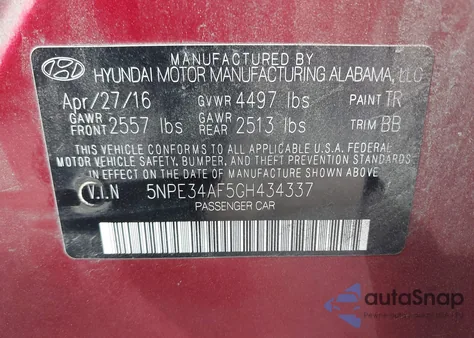 MANUFACTURED BY
HYUNDAI MOTOR MANUFACTURING ALABAMA, LLC
Apr/27/16 GVWR 4497 lbs PAINT TR
GAWR FRONT 2557 lbs GAWR REAR 2513 lbs TRIM BB
THIS VEHICLE CONFORMS TO ALL APPLICABLE U.S.A FEDERAL
MOTOR VEHICLE SAFETY, BUMPER, AND THEFT PREVENTION STANDARDS
IN EFFECT ON THE DATE OF MANUFACTURE SHOWN ABOVE.
V.I.N 5NPE34AF5GH434337
PASSENGER CAR
autoSnap